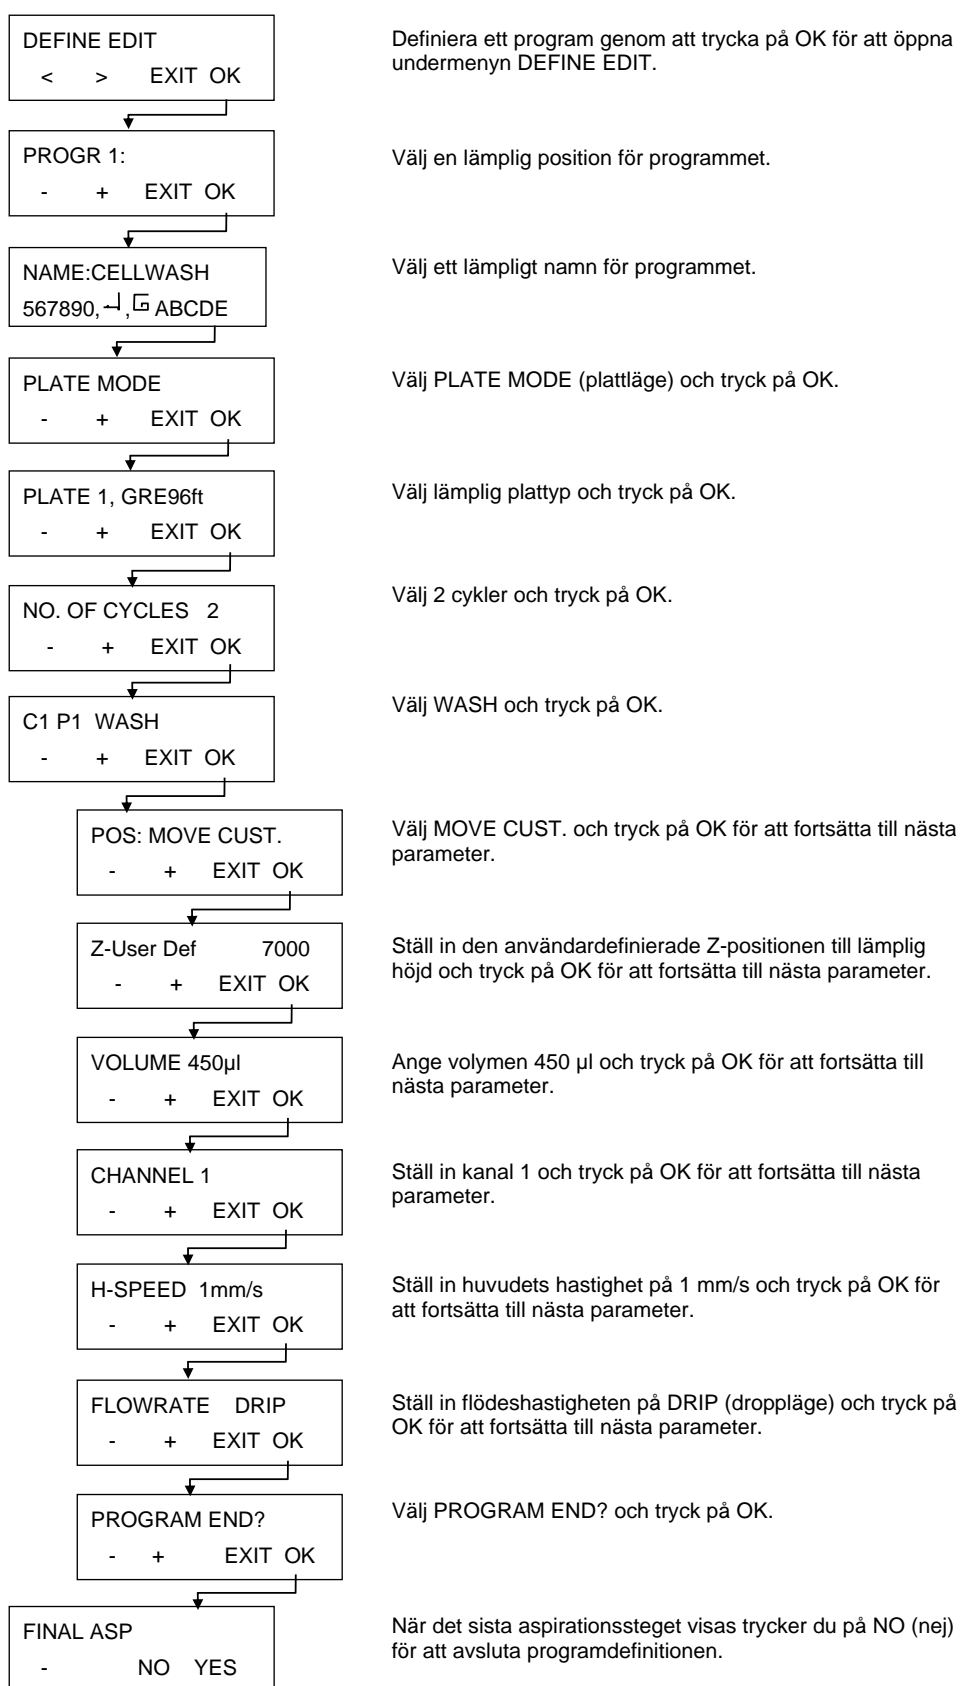 DEFINE EDIT
< > EXIT OK
Definiera ett program genom att trycka på OK för att öppna
undermenyn DEFINE EDIT.
PROGR 1:
- + EXIT OK
Välj en lämplig position för programmet.
NAME:CELLWASH
567890, , ABCDE
Välj ett lämpligt namn för programmet.
PLATE MODE
- + EXIT OK
Välj PLATE MODE (plattläge) och tryck på OK.
PLATE 1, GRE96ft
- + EXIT OK
Välj lämplig plattyp och tryck på OK.
NO. OF CYCLES 2
- + EXIT OK
Välj 2 cykler och tryck på OK.
C1 P1 WASH
- + EXIT OK
Välj WASH och tryck på OK.
POS: MOVE CUST.
- + EXIT OK
Välj MOVE CUST. och tryck på OK för att fortsätta till nästa
parameter.
Z-User Def 7000
- + EXIT OK
Ställ in den användardefinierade Z-positionen till lämplig
höjd och tryck på OK för att fortsätta till nästa parameter.
VOLUME 450µl
- + EXIT OK
Ange volymen 450 µl och tryck på OK för att fortsätta till
nästa parameter.
CHANNEL 1
- + EXIT OK
Ställ in kanal 1 och tryck på OK för att fortsätta till nästa
parameter.
H-SPEED 1mm/s
- + EXIT OK
Ställ in huvudets hastighet på 1 mm/s och tryck på OK för
att fortsätta till nästa parameter.
FLOWRATE DRIP
- + EXIT OK
Ställ in flödeshastigheten på DRIP (droppläge) och tryck på
OK för att fortsätta till nästa parameter.
PROGRAM END?
- + EXIT OK
Välj PROGRAM END? och tryck på OK.
FINAL ASP
- NO YES
När det sista aspirationssteget visas trycker du på NO (nej)
för att avsluta programdefinitionen.